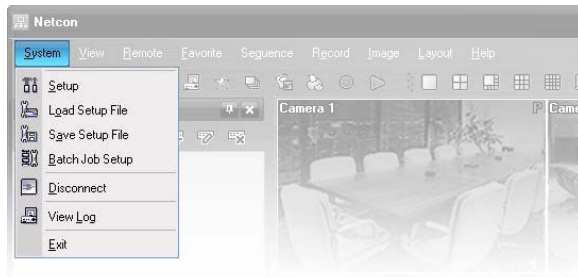 Netcon
System View Remote Favorite Sequence Record Image Layout Help
Setup
Load Setup File
Save Setup File
Batch Job Setup
Disconnect
View Log
Exit
Camera 1
P
Came